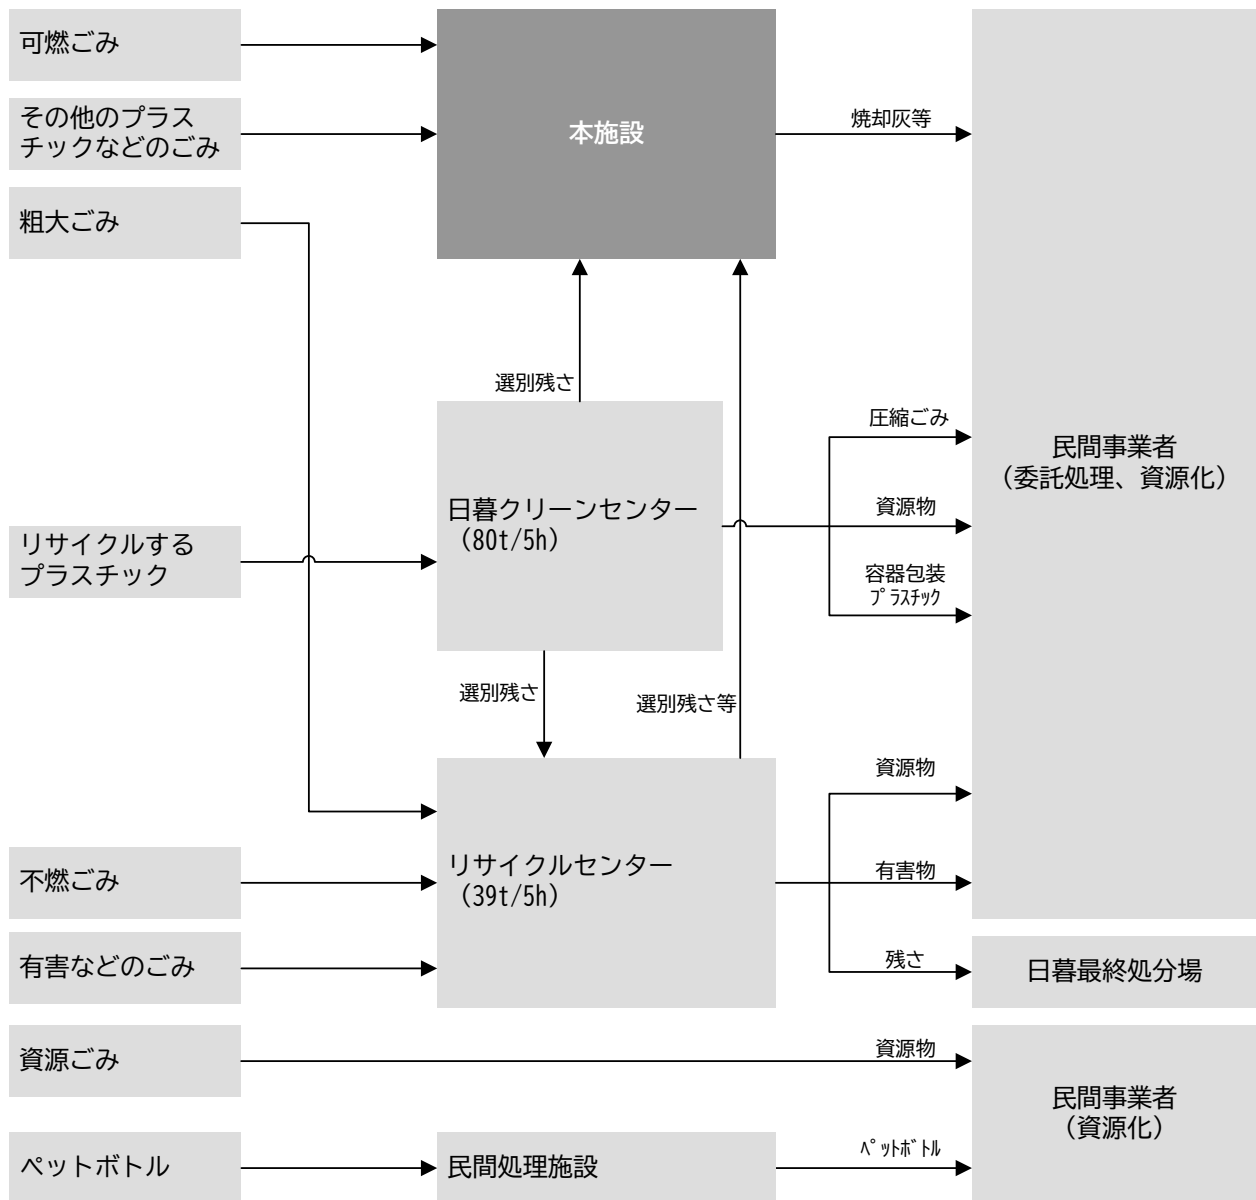 可燃ごみ
その他のプラス
チックなどのごみ
本施設
焼却灰等
粗大ごみ
選別残さ
圧縮ごみ
民間事業者
（委託処理、資源化）
日暮クリーンセンター
（80t/5h）
資源物
リサイクルする
プラスチック
容器包装
ﾌﾟﾗｽﾁｯｸ
選別残さ
選別残さ等
資源物
リサイクルセンター
（39t/5h）
不燃ごみ
有害物
有害などのごみ
残さ
日暮最終処分場
資源ごみ
資源物
民間事業者
（資源化）
ペットボトル
民間処理施設
ﾍﾟｯﾄﾎﾞﾄﾙ